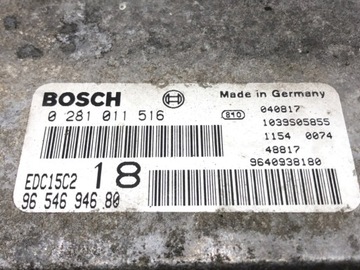 BOSCH
0 281 011 516
Made in Germany
810
040817
1039S05855
1154 0074
48817
9640938180
EDC15C2 18
96 546 946 80